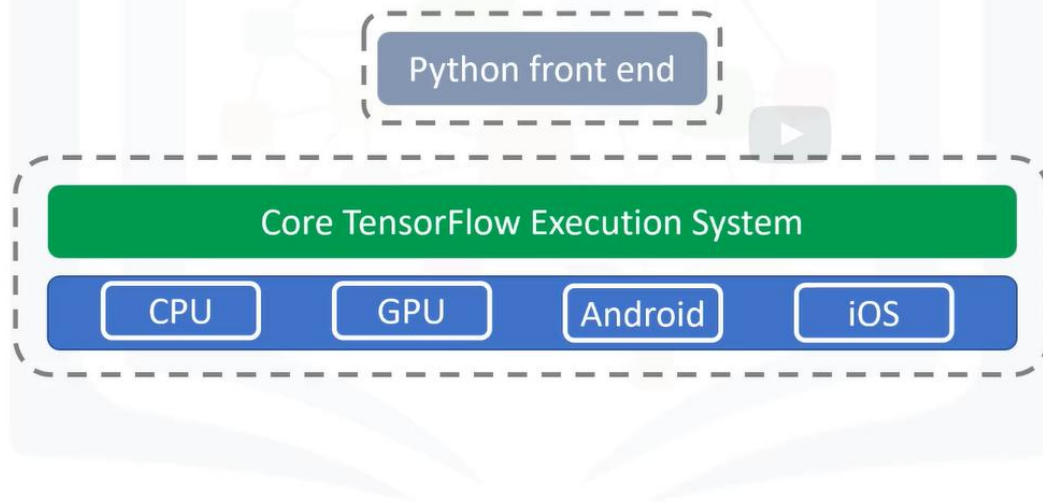 Python front end
Core TensorFlow Execution System
CPU GPU Android iOS